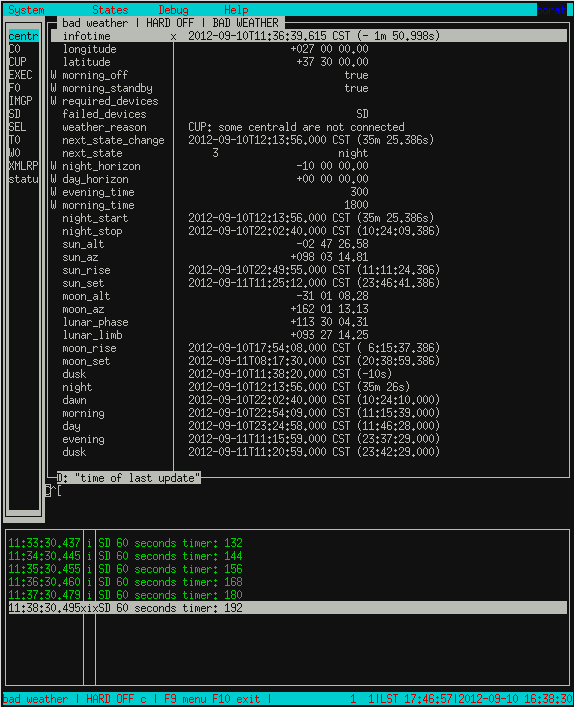 System States Debug Help
bad weather | HARD OFF | BAD WEATHER
centr
C0
CUP
EXEC
F0
IMGP
SD
SEL
T0
W0
XMLRP
statu
infotime x 2012-09-10T11:36:39.615 CST (- 1m 50.998s)
longitude +027 00 00.00
latitude +37 30 00.00
W morning_off true
W morning_standby true
W required_devices
failed_devices SD
weather_reason CUP: some centrald are not connected
next_state_change 2012-09-10T12:13:56.000 CST (35m 25.386s)
next_state 3 night
W night_horizon -10 00 00.00
W day_horizon +00 00 00.00
W evening_time 300
W morning_time 1800
night_start 2012-09-10T12:13:56.000 CST (35m 25.386s)
night_stop 2012-09-10T22:02:40.000 CST (10:24:09.386)
sun_alt -02 47 26.58
sun_az +098 03 14.81
sun_rise 2012-09-10T22:49:55.000 CST (11:11:24.386)
sun_set 2012-09-11T11:25:12.000 CST (23:46:41.386)
moon_alt -31 01 08.28
moon_az +162 01 13.13
lunar_phase +113 30 04.31
lunar_limb +093 27 14.25
moon_rise 2012-09-10T17:54:08.000 CST ( 6:15:37.386)
moon_set 2012-09-11T08:17:30.000 CST (20:38:59.386)
dusk 2012-09-10T11:38:20.000 CST (-10s)
night 2012-09-10T12:13:56.000 CST (35m 26s)
dawn 2012-09-10T22:02:40.000 CST (10:24:10.000)
morning 2012-09-10T22:54:09.000 CST (11:15:39.000)
day 2012-09-10T23:24:58.000 CST (11:46:28.000)
evening 2012-09-11T11:15:59.000 CST (23:37:29.000)
dusk 2012-09-11T11:20:59.000 CST (23:42:29.000)
D: "time of last update"
^[
11:33:30.437 i SD 60 seconds timer: 132
11:34:30.445 i SD 60 seconds timer: 144
11:35:30.455 i SD 60 seconds timer: 156
11:36:30.460 i SD 60 seconds timer: 168
11:37:30.479 i SD 60 seconds timer: 180
11:38:30.495xixSD 60 seconds timer: 192
bad weather | HARD OFF c | F9 menu F10 exit | 1 1|LST 17:46:57|2012-09-10 16:38:30